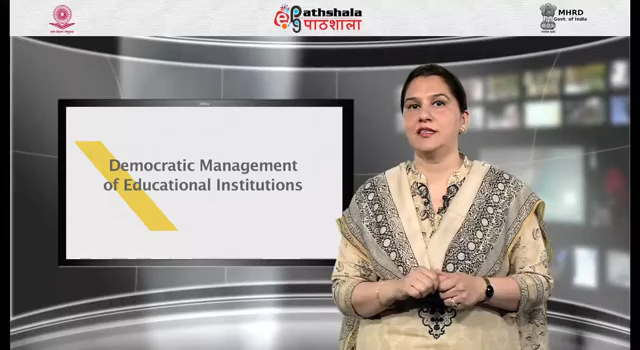 e Pathshala
पाठशाला
MHRD
Govt. of India
Democratic Management
of Educational Institutions